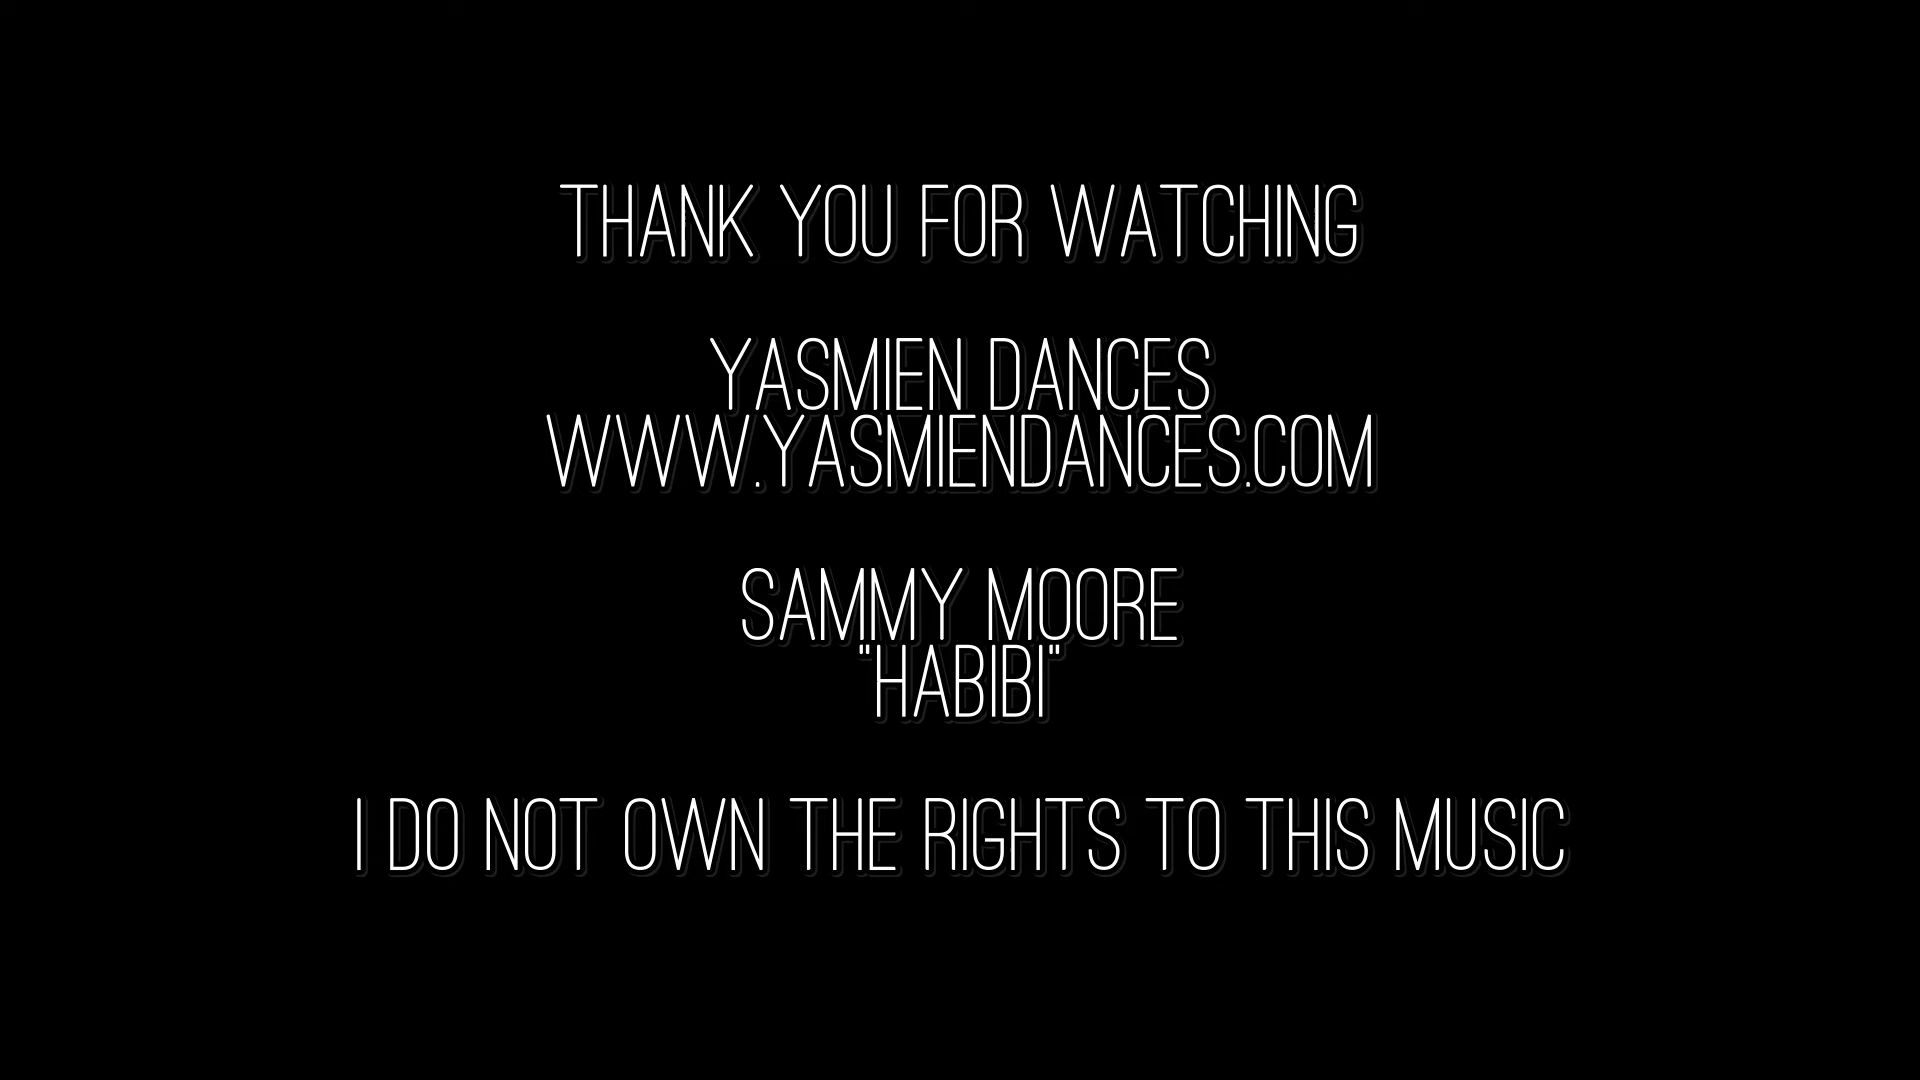 THANK YOU FOR WATCHING
YASMIEN DANCES
WWW.YASMIENDANCES.COM
SAMMY MOORE
"HABIBI"
I DO NOT OWN THE RIGHTS TO THIS MUSIC